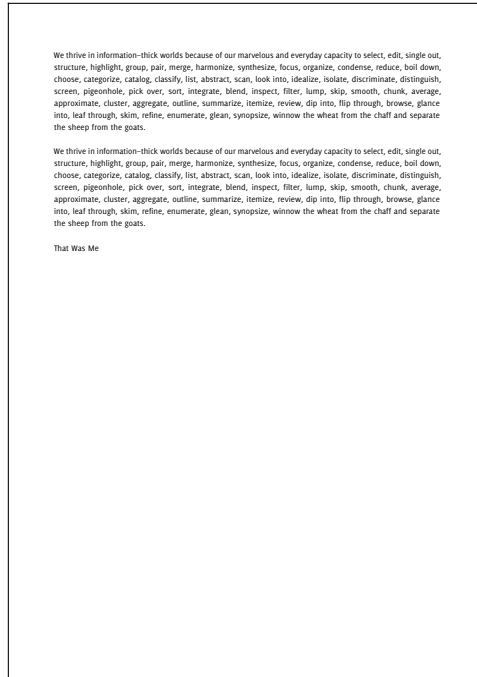 We thrive in information–thick worlds because of our marvelous and everyday capacity to select, edit, single out,
structure, highlight, group, pair, merge, harmonize, synthesize, focus, organize, condense, reduce, boil down,
choose, categorize, catalog, classify, list, abstract, scan, look into, idealize, isolate, discriminate, distinguish,
screen, pigeonhole, pick over, sort, integrate, blend, inspect, filter, lump, skip, smooth, chunk, average,
approximate, cluster, aggregate, outline, summarize, itemize, review, dip into, flip through, browse, glance
into, leaf through, skim, refine, enumerate, glean, synopsize, winnow the wheat from the chaff and separate
the sheep from the goats.
We thrive in information–thick worlds because of our marvelous and everyday capacity to select, edit, single out,
structure, highlight, group, pair, merge, harmonize, synthesize, focus, organize, condense, reduce, boil down,
choose, categorize, catalog, classify, list, abstract, scan, look into, idealize, isolate, discriminate, distinguish,
screen, pigeonhole, pick over, sort, integrate, blend, inspect, filter, lump, skip, smooth, chunk, average,
approximate, cluster, aggregate, outline, summarize, itemize, review, dip into, flip through, browse, glance
into, leaf through, skim, refine, enumerate, glean, synopsize, winnow the wheat from the chaff and separate
the sheep from the goats.
That Was Me